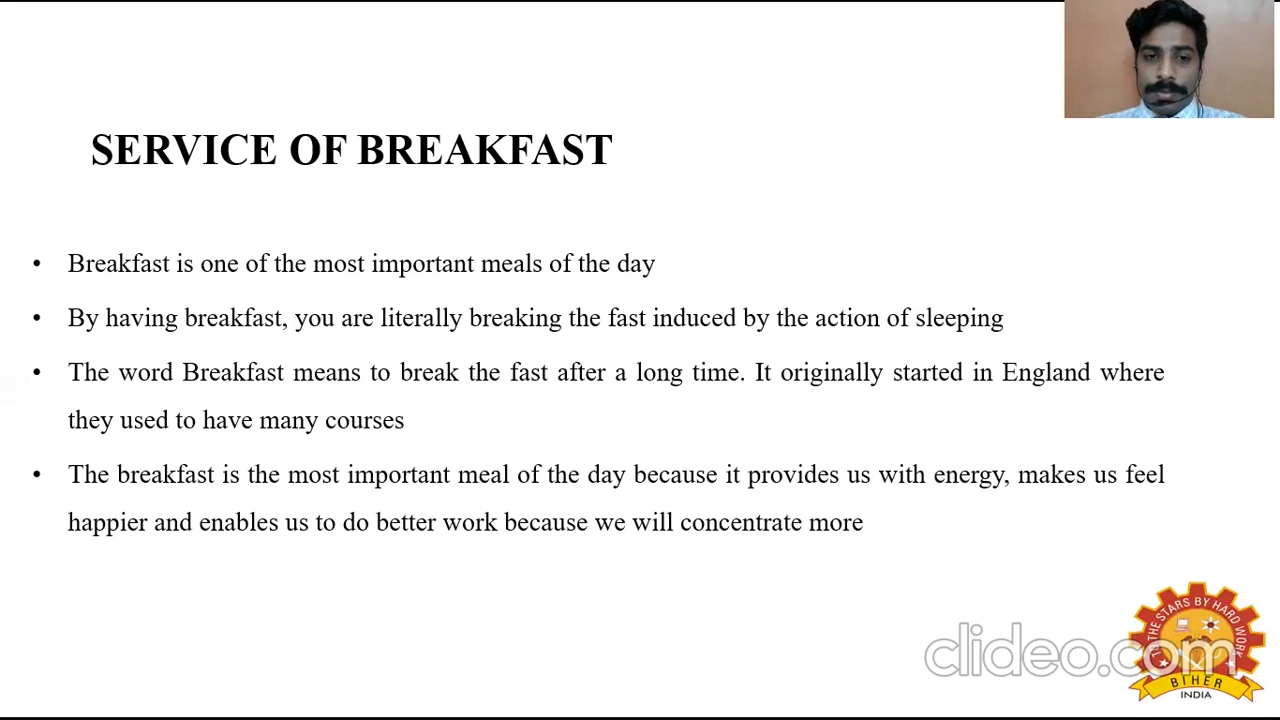 SERVICE OF BREAKFAST
• Breakfast is one of the most important meals of the day
• By having breakfast, you are literally breaking the fast induced by the action of sleeping
• The word Breakfast means to break the fast after a long time. It originally started in England where
they used to have many courses
• The breakfast is the most important meal of the day because it provides us with energy, makes us feel
happier and enables us to do better work because we will concentrate more
TO THE STARS BY HARD WORK
clideo.com
BIHER
INDIA